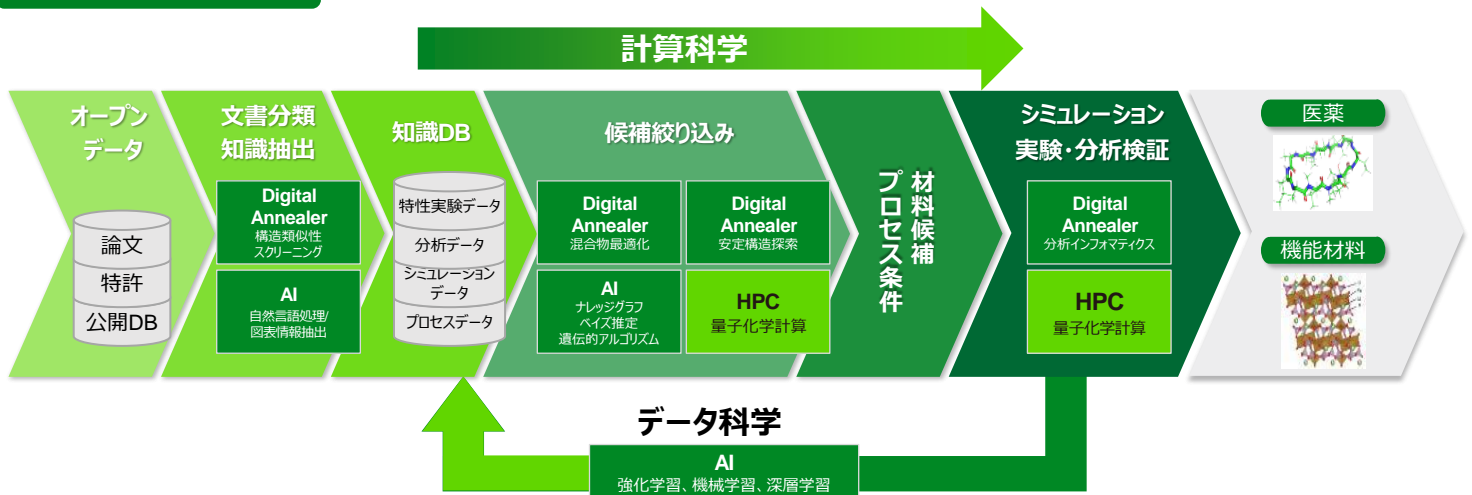 計算科学
オープン
データ
論文
特許
公開DB
文書分類
知識抽出
Digital
Annealer
構造類似性
スクリーニング
AI
自然言語処理/
図表情報抽出
知識DB
特性実験データ
分析データ
シミュレーション
データ
プロセスデータ
候補絞り込み
Digital
Annealer
混合物最適化
Digital
Annealer
安定構造探索
AI
ナレッジグラフ
ベイズ推定
遺伝的アルゴリズム
HPC
量子化学計算
材料候補
プロセス条件
シミュレーション
実験・分析検証
Digital
Annealer
分析インフォマティクス
HPC
量子化学計算
医薬
機能材料
データ科学
AI
強化学習、機械学習、深層学習